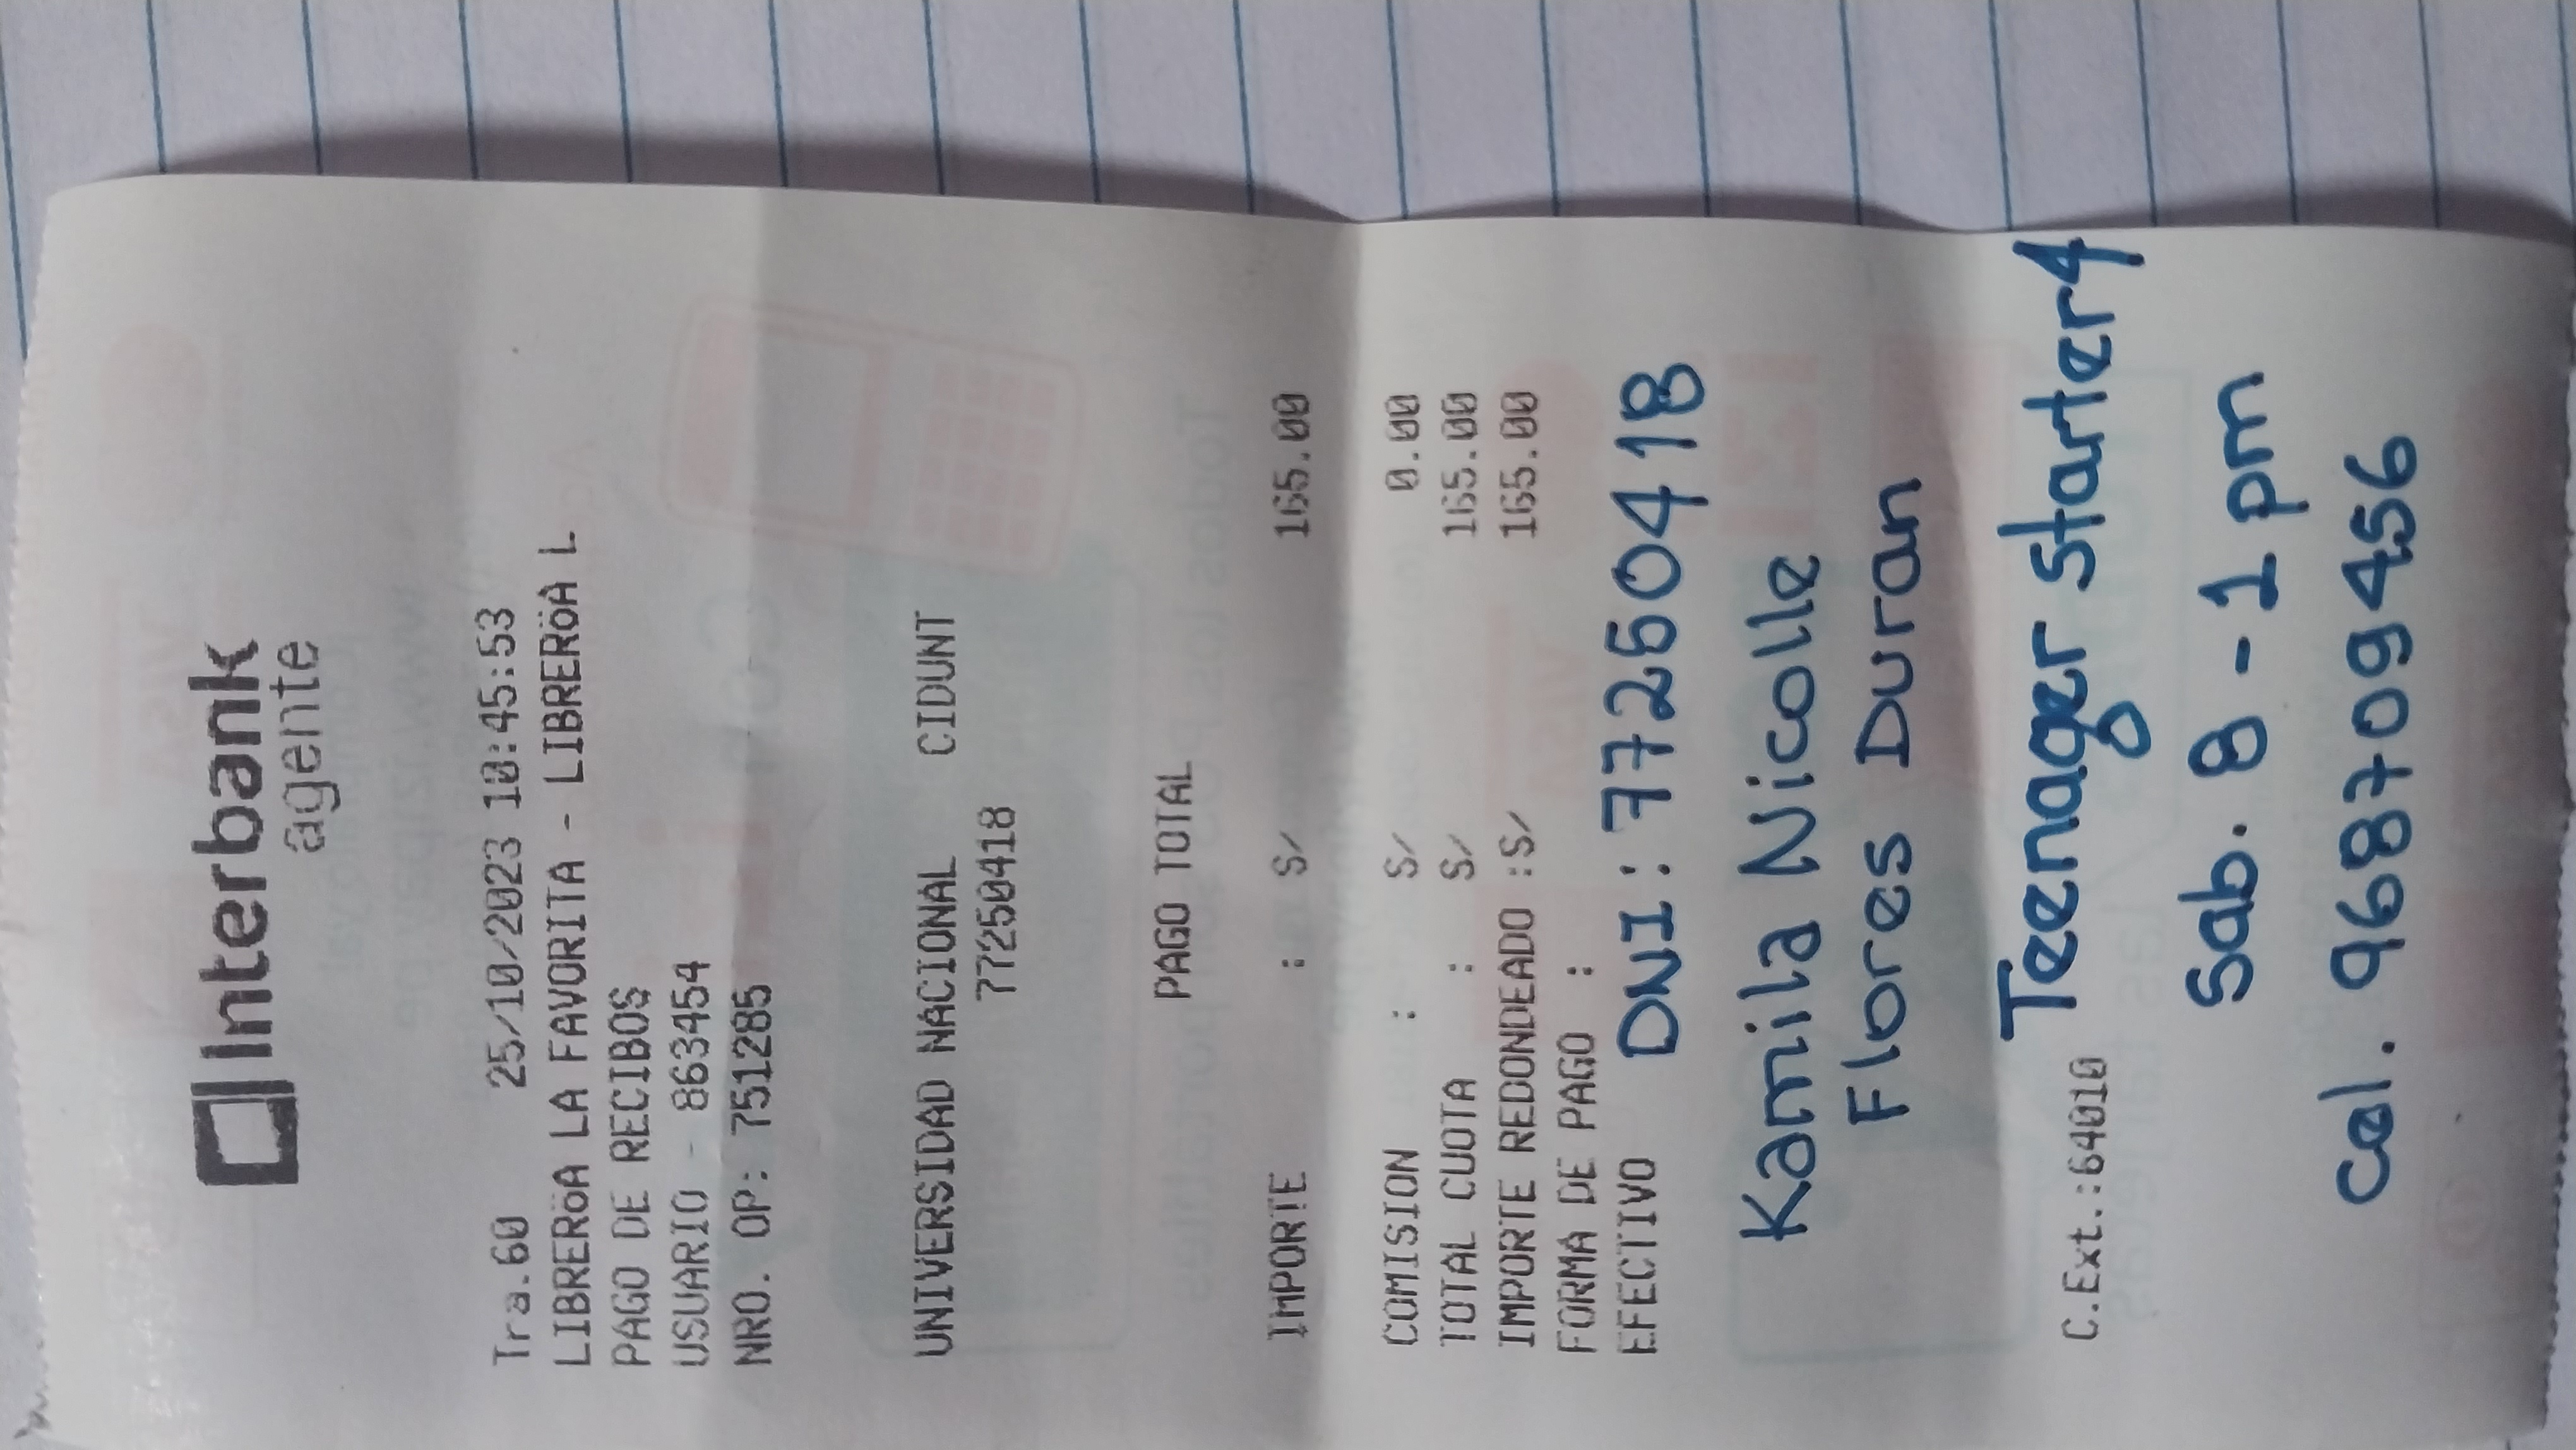 Interbank
agente
Tra.60 25/10/2023 10:45:53
LIBRERöA LA FAVORITA - LIBRERöA L
PAGO DE RECIBOS
USUARIO - 863454
NRO. OP: 751285
UNIVERSIDAD NACIONAL CIDUNT
77250418
PAGO TOTAL
IMPORTE : S/ 165.00
COMISION : S/ 0.00
TOTAL CUOTA : S/ 165.00
IMPORTE REDONDEADO :S/ 165.00
FORMA DE PAGO :
EFECTIVO DNI: 77250418
Kamila Nicolle
Flores Duran
C.Ext.:64010 Teenager starter4
Sab. 8 - 1 pm
Cel. 968709456